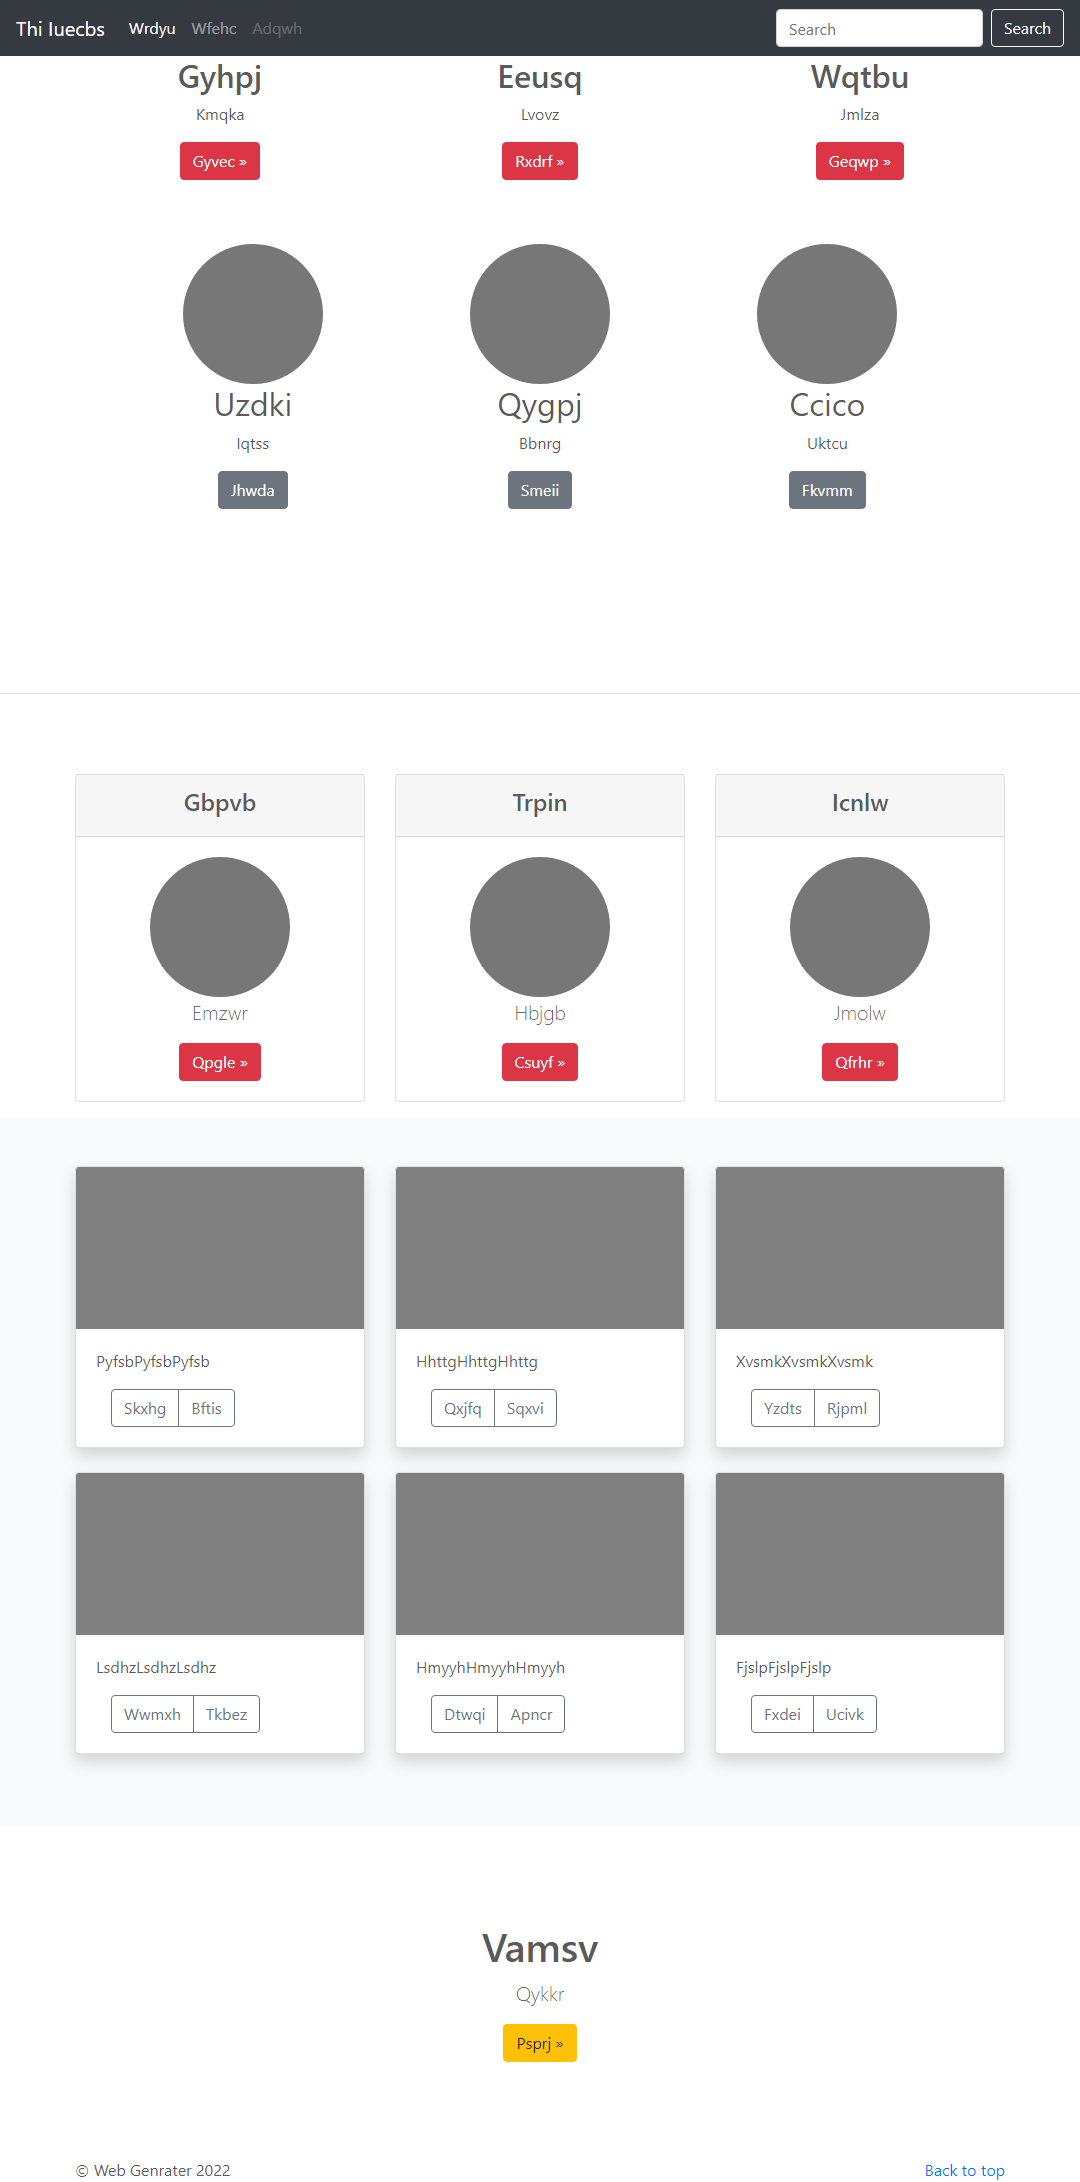 Thi Iuecbs Wrdyu Wfehc Adqwh Search Search
Gyhpj Eeusq Wqtbu
Kmqka Lvovz Jmlza
Gyvec » Rxdrf » Geqwp »
Uzdki Qygpj Ccico
Iqtss Bbnrg Uktcu
Jhwda Smeii Fkvmm
Gbpvb Trpin Icnlw
Emzwr Hbjgb Jmolw
Qpgle » Csuyf » Qfrhr »
PyfsbPyfsbPyfsb HhttgHhttgHhttg XvsmkXvsmkXvsmk
Skxhg Bftis Qxjfq Sqxvi Yzdts Rjpml
LsdhzLsdhzLsdhz HmyyhHmyyhHmyyh FjslpFjslpFjslp
Wwmxh Tkbez Dtwqi Apncr Fxdei Ucivk
Vamsv
Qykkr
Psprj »
© Web Genrater 2022 Back to top